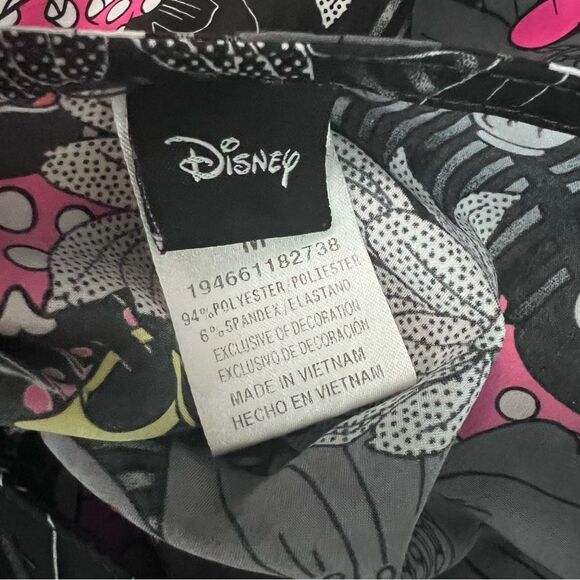 Disney
M
194661182738
94%POLYESTER/POLIESTER
6%SPANDEX/ELASTANO
EXCLUSIVE OF DECORATION
EXCLUSIVO DE DECORACIÓN
MADE IN VIETNAM
HECHO EN VIETNAM